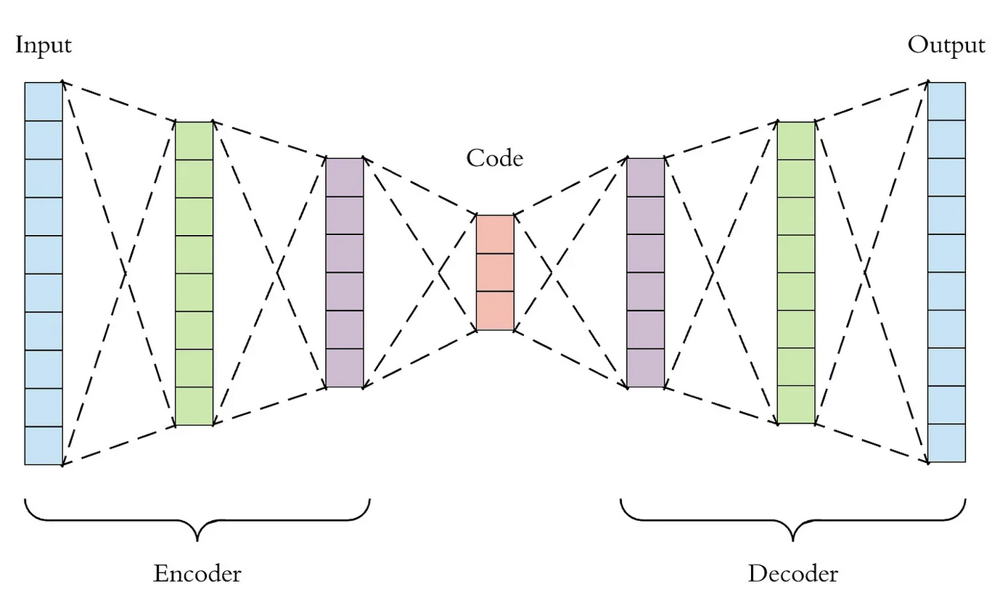 Input
Output
Code
Encoder
Decoder